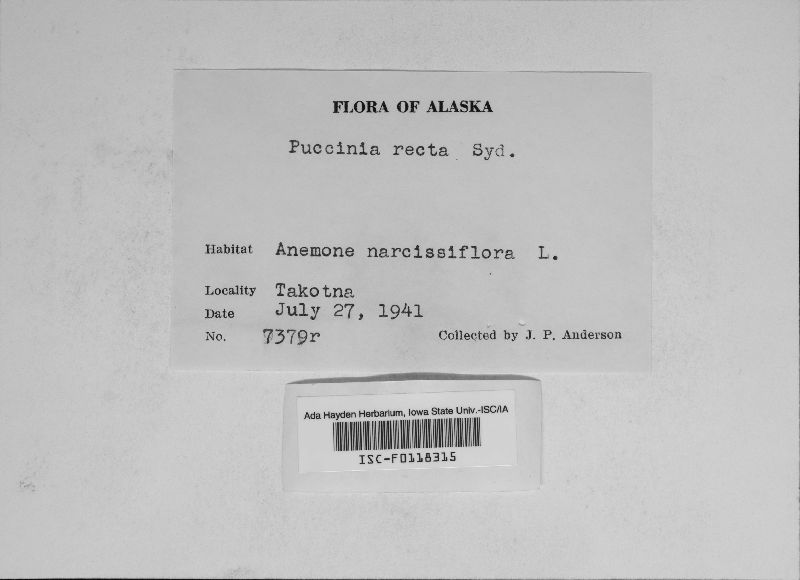 FLORA OF ALASKA
Puccinia recta Syd.
Habitat Anemone narcissiflora L.
Locality Takotna
Date July 27, 1941
No. 7379r Collected by J. P. Anderson
Ada Hayden Herbarium, Iowa State Univ.-ISC/IA
ISC-F0118315